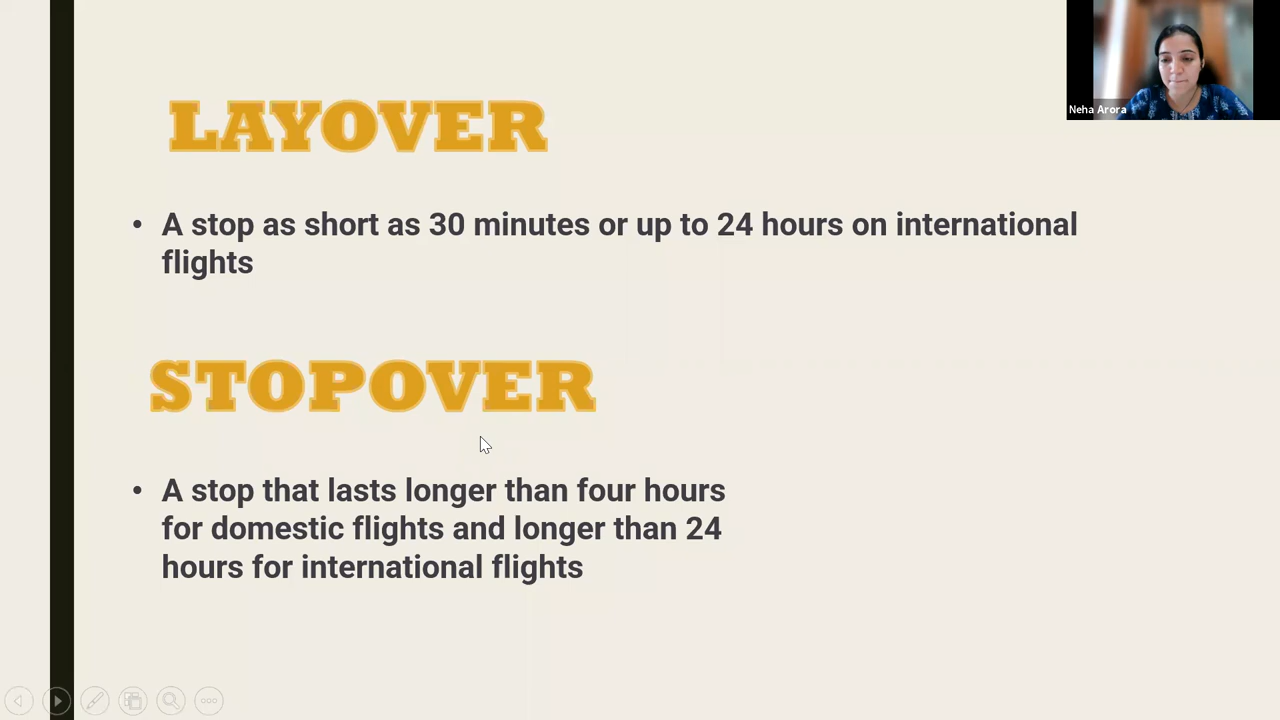 Neha Arora
LAYOVER
• A stop as short as 30 minutes or up to 24 hours on international
flights
STOPOVER
• A stop that lasts longer than four hours
for domestic flights and longer than 24
hours for international flights